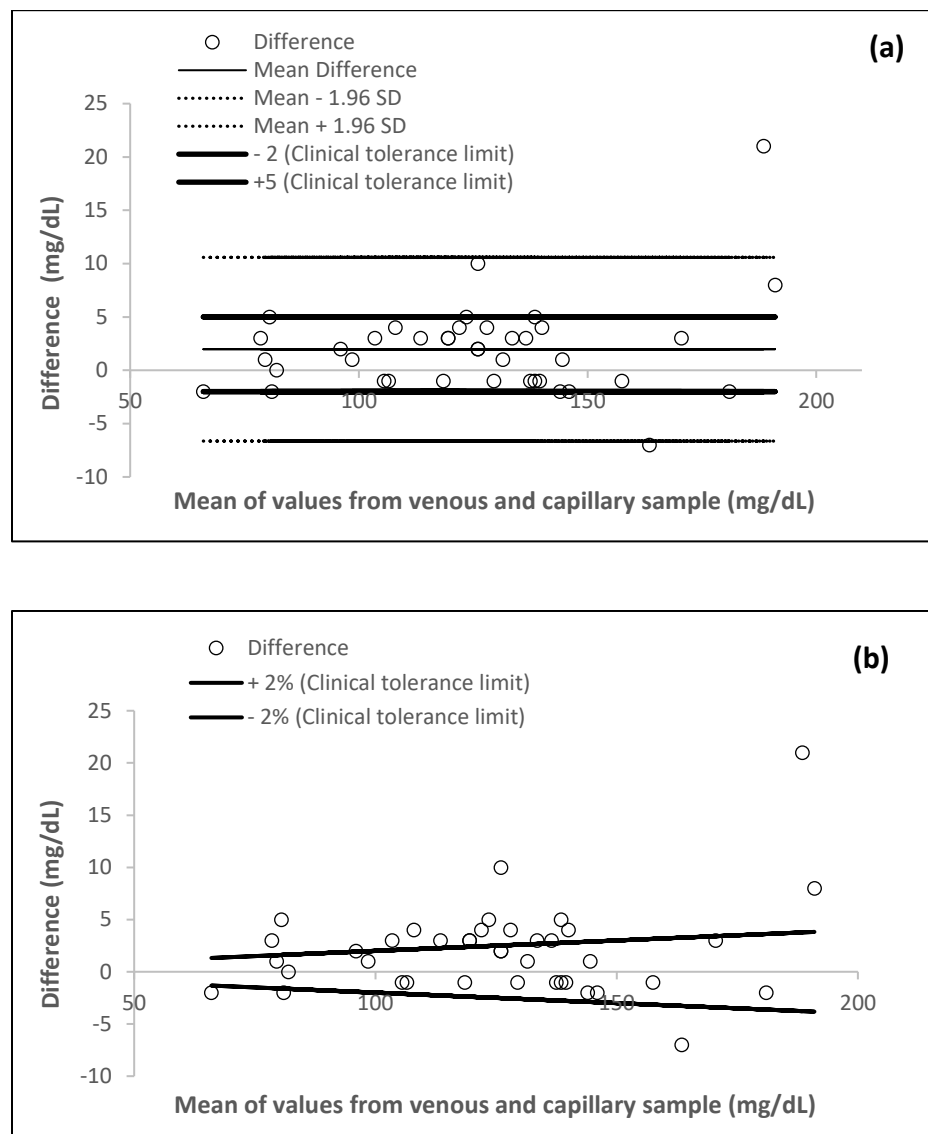 (a)
Difference
Mean Difference
Mean - 1.96 SD
Mean + 1.96 SD
- 2 (Clinical tolerance limit)
+5 (Clinical tolerance limit)
25
20
15
10
5
0
-5
-10
50
100
150
200
Difference (mg/dL)
Mean of values from venous and capillary sample (mg/dL)
(b)
Difference
+ 2% (Clinical tolerance limit)
- 2% (Clinical tolerance limit)
25
20
15
10
5
0
-5
-10
50
100
150
200
Difference (mg/dL)
Mean of values from venous and capillary sample (mg/dL)